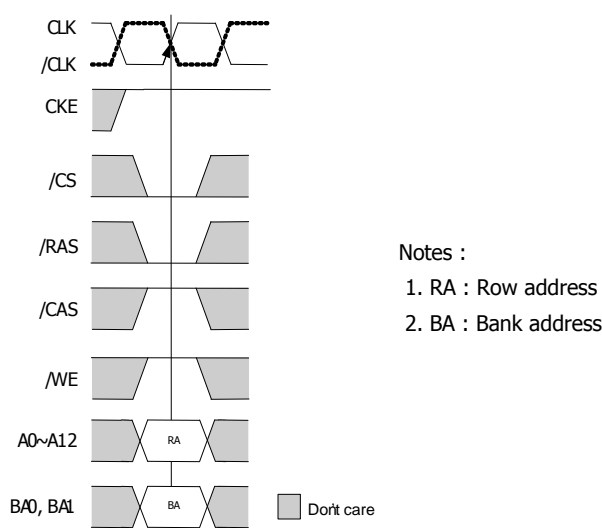 CLK
/CLK
CKE
/CS
/RAS
/CAS
/WE
A0~A12
RA
BA0, BA1
BA
Don't care
Notes :
1. RA : Row address
2. BA : Bank address